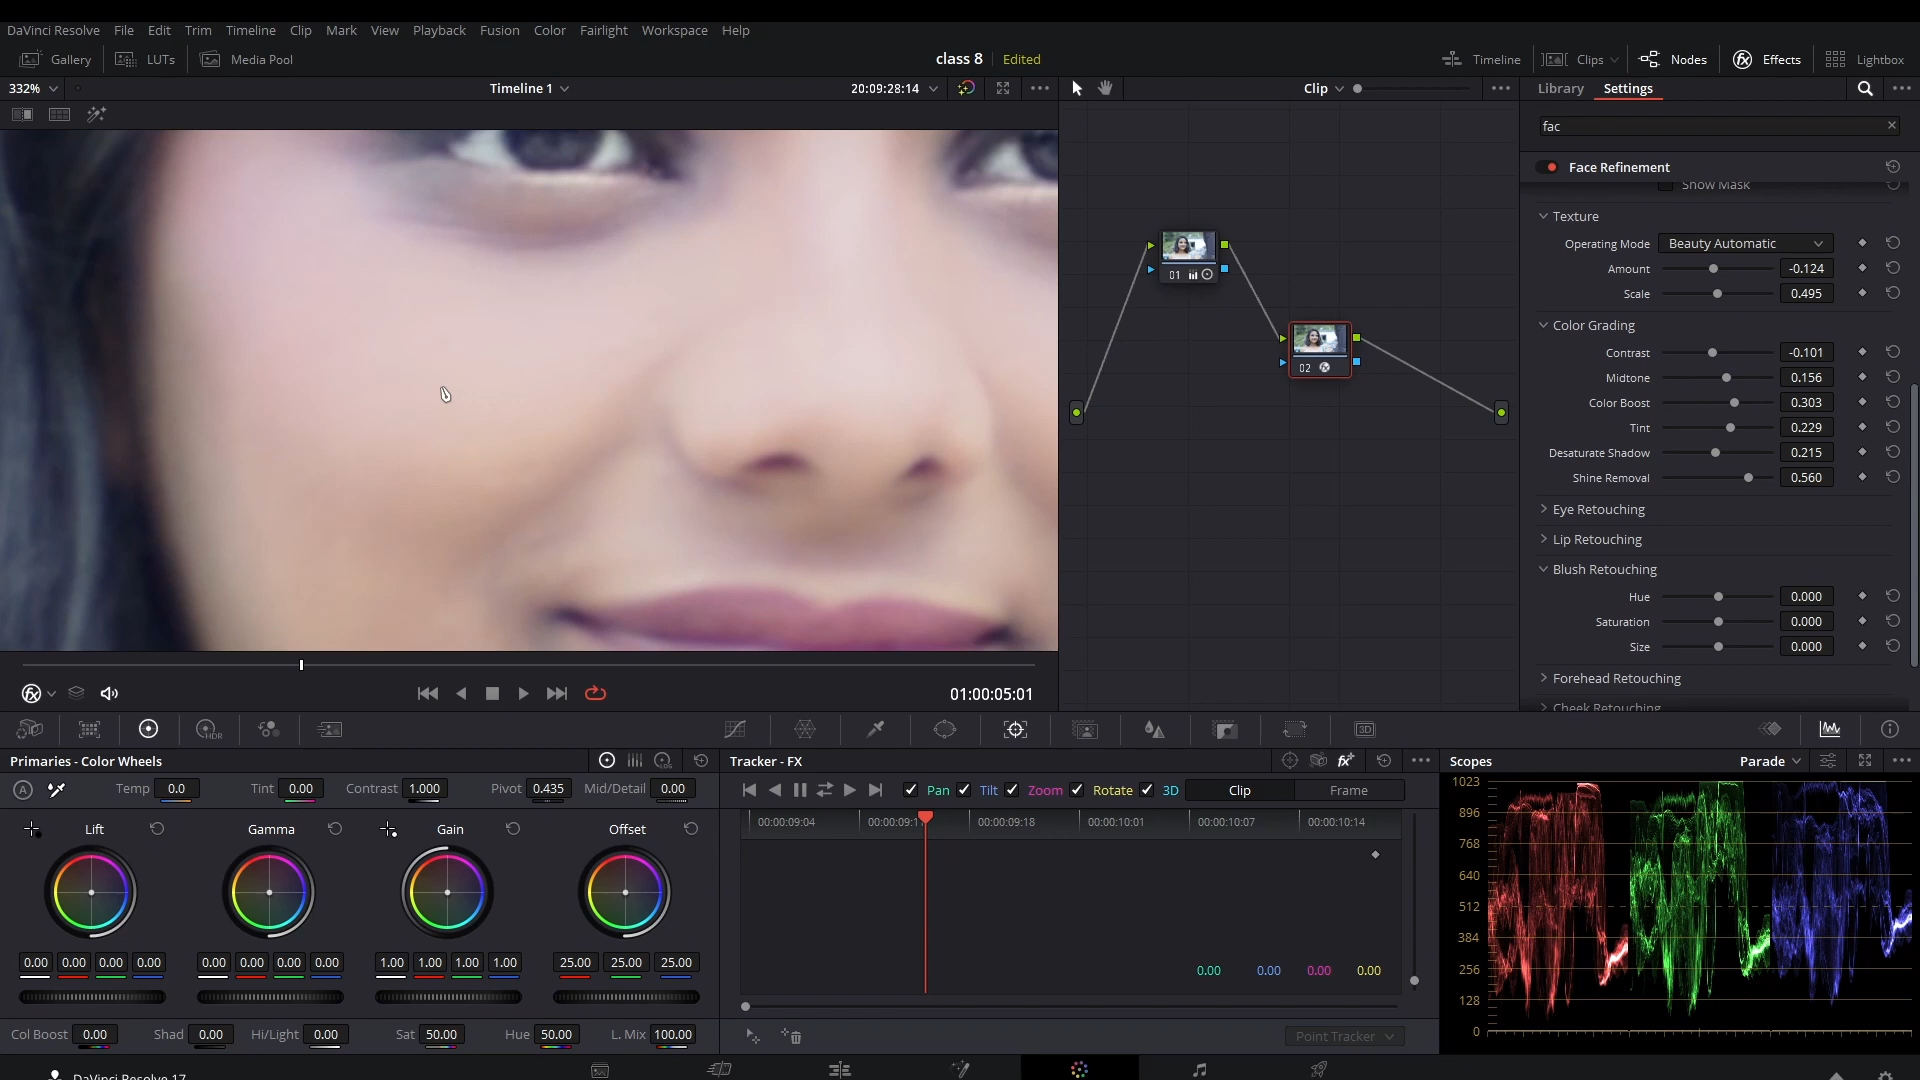 DaVinci Resolve File Edit Trim Timeline Clip Mark View Playback Fusion Color Fairlight Workspace Help
Gallery LUTs Media Pool class 8 Edited Timeline Clips Nodes Effects Lightbox
332% Timeline 1 20:09:28:14 Clip Library Settings
fac
Face Refinement
Show Mask
Texture
Operating Mode Beauty Automatic
Amount -0.124
Scale 0.495
Color Grading
Contrast -0.101
Midtone 0.156
Color Boost 0.303
Tint 0.229
Desaturate Shadow 0.215
Shine Removal 0.560
Eye Retouching
Lip Retouching
Blush Retouching
Hue 0.000
Saturation 0.000
Size 0.000
Forehead Retouching
Cheek Retouching
01
02
01:00:05:01
HDR
3D
Primaries - Color Wheels
Temp 0.0 Tint 0.00 Contrast 1.000 Pivot 0.435 Mid/Detail 0.00
Lift Gamma Gain Offset
0.00 0.00 0.00 0.00 0.00 0.00 0.00 0.00 1.00 1.00 1.00 1.00 25.00 25.00 25.00
Col Boost 0.00 Shad 0.00 Hi/Light 0.00 Sat 50.00 Hue 50.00 L. Mix 100.00
Tracker - FX
Pan Tilt Zoom Rotate 3D Clip Frame
00:00:09:04 00:00:09:11 00:00:09:18 00:00:10:01 00:00:10:07 00:00:10:14
0.00 0.00 0.00 0.00
Point Tracker
Scopes Parade
1023
896
768
640
512
384
256
128
0
DaVinci Resolve 17